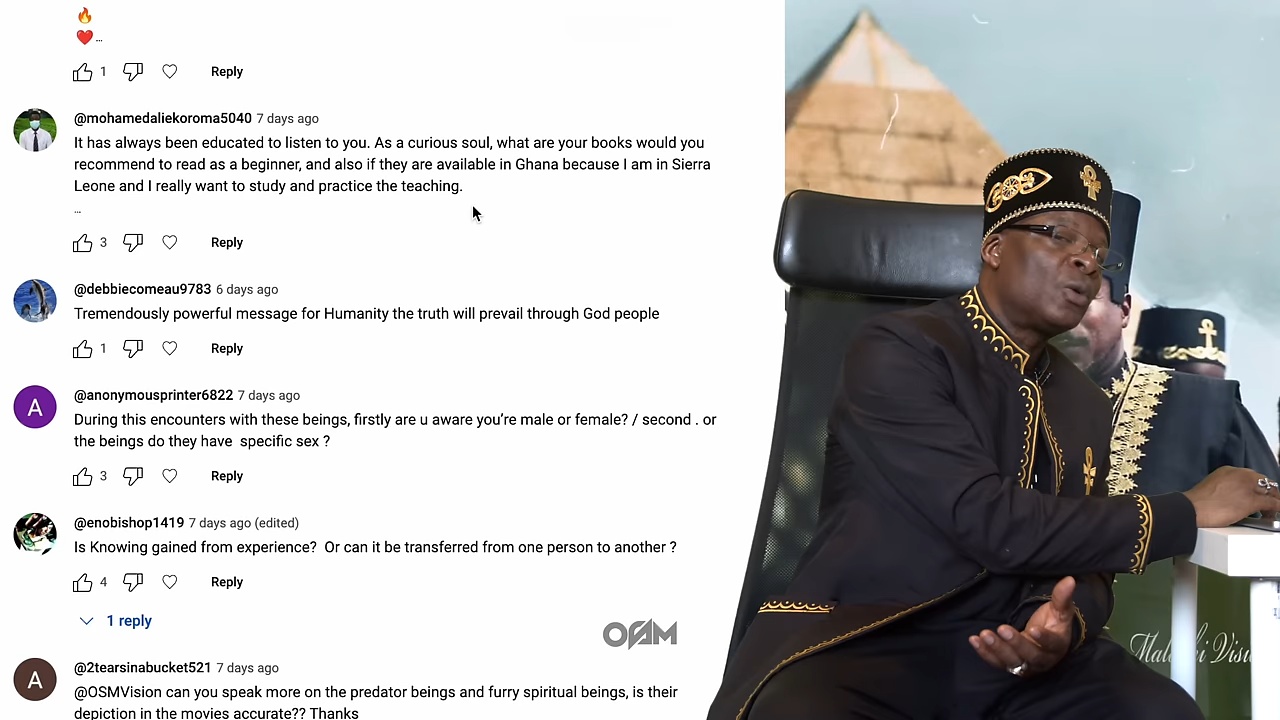 🔥
❤️...
1
Reply
@mohamedaliekoroma5040 7 days ago
It has always been educated to listen to you. As a curious soul, what are your books would you
recommend to read as a beginner, and also if they are available in Ghana because I am in Sierra
Leone and I really want to study and practice the teaching.
...
3
Reply
@debbiecomeau9783 6 days ago
Tremendously powerful message for Humanity the truth will prevail through God people
1
Reply
@anonymousprinter6822 7 days ago
A
During this encounters with these beings, firstly are u aware you're male or female? / second . or
the beings do they have  specific sex ?
3
Reply
@enobishop1419 7 days ago (edited)
Is Knowing gained from experience?  Or can it be transferred from one person to another ?
4
Reply
1 reply
@2tearsinabucket521 7 days ago
A
@OSMVision can you speak more on the predator beings and furry spiritual beings, is their
depiction in the movies accurate?? Thanks